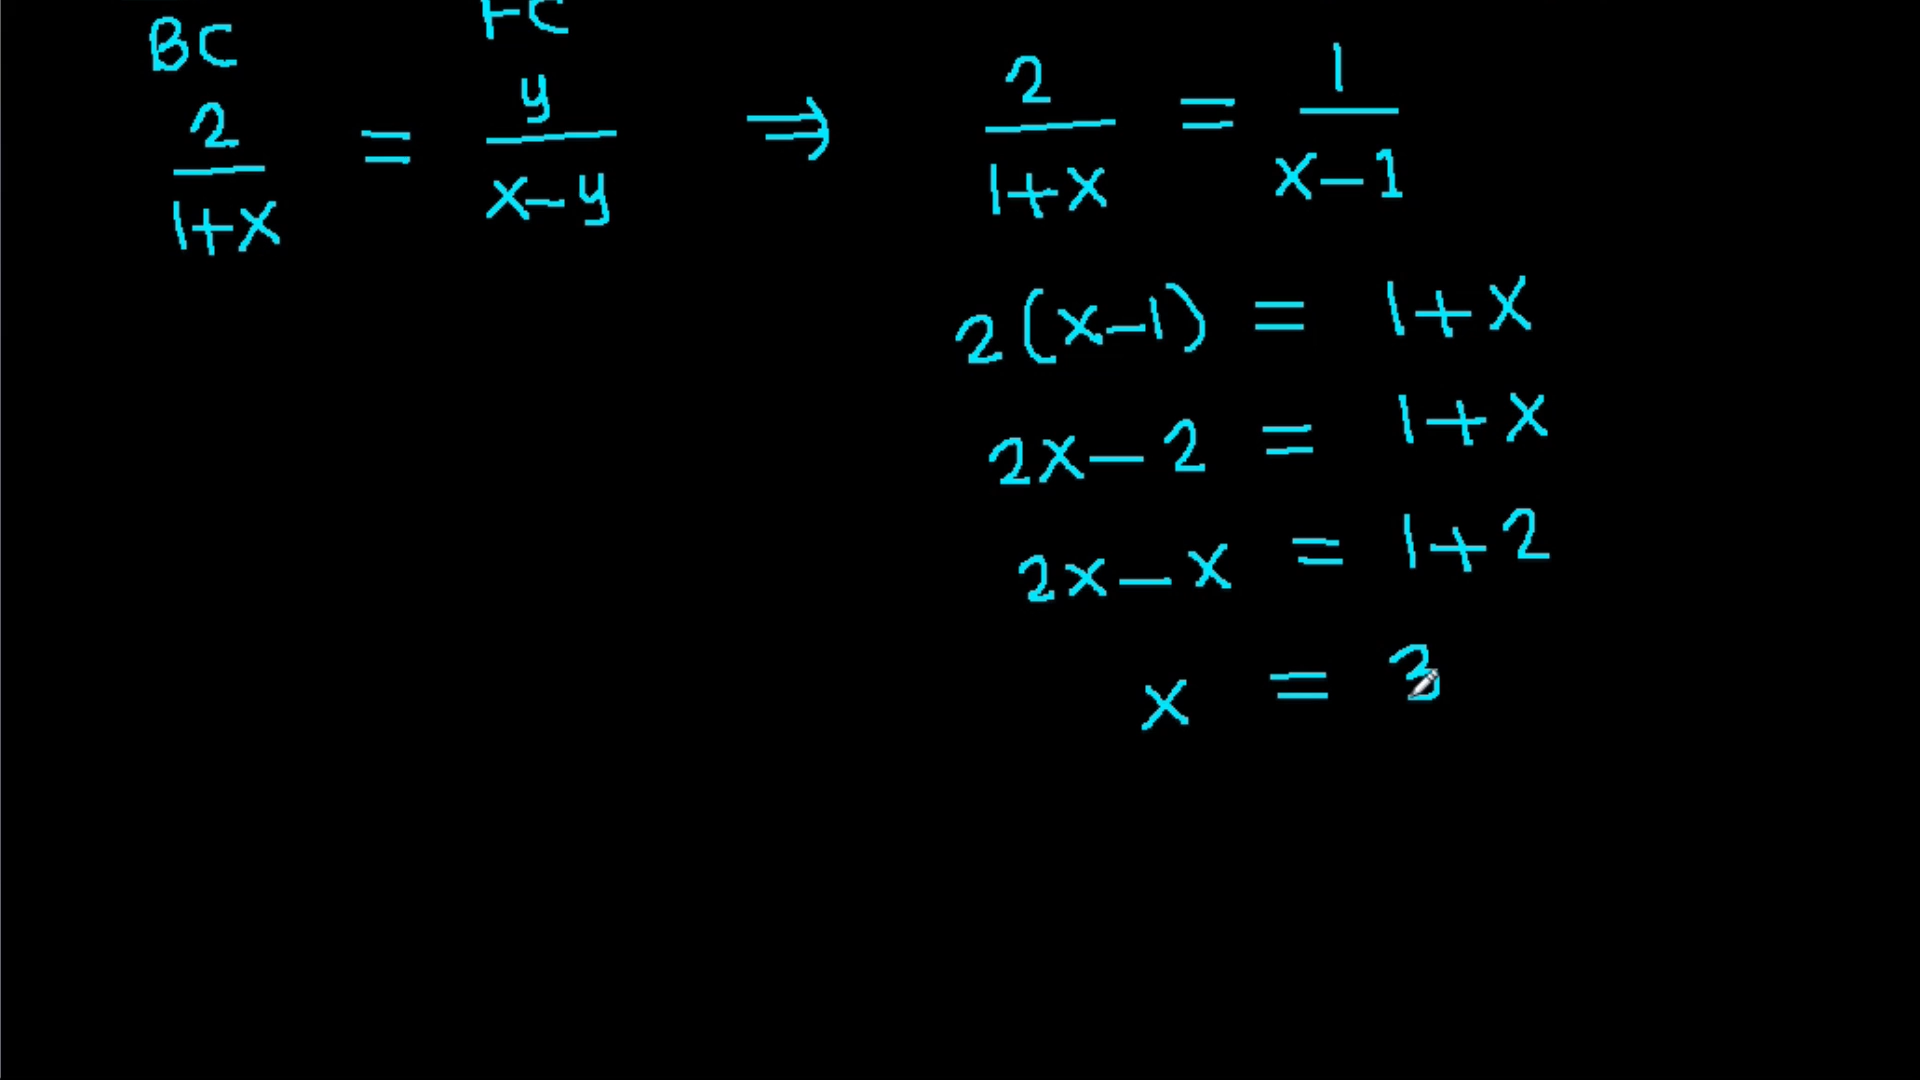 BC FC
2/(1+x) = y/(x-y) ⇒ 2/(1+x) = 1/(x-1)
2(x-1) = 1+x
2x-2 = 1+x
2x-x = 1+2
x = 3